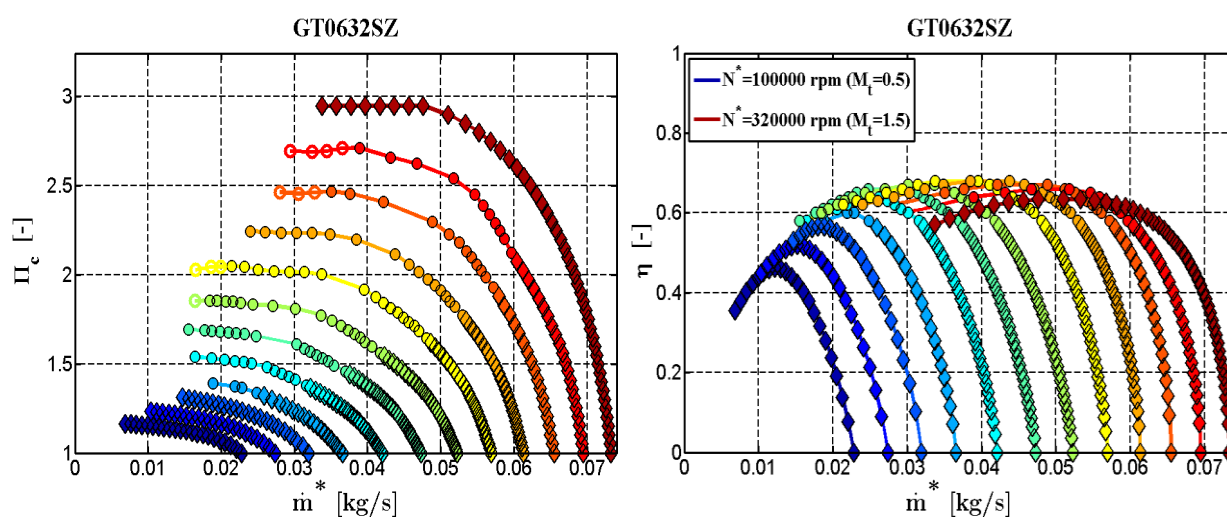 GT0632SZ
3
2.5
2
1.5
1
Π_c [-]
0 0.01 0.02 0.03 0.04 0.05 0.06 0.07
ṁ* [kg/s]
GT0632SZ
1
0.8
0.6
0.4
0.2
0
η [-]
N*=100000 rpm (M_t=0.5)
N*=320000 rpm (M_t=1.5)
0 0.01 0.02 0.03 0.04 0.05 0.06 0.07
ṁ* [kg/s]